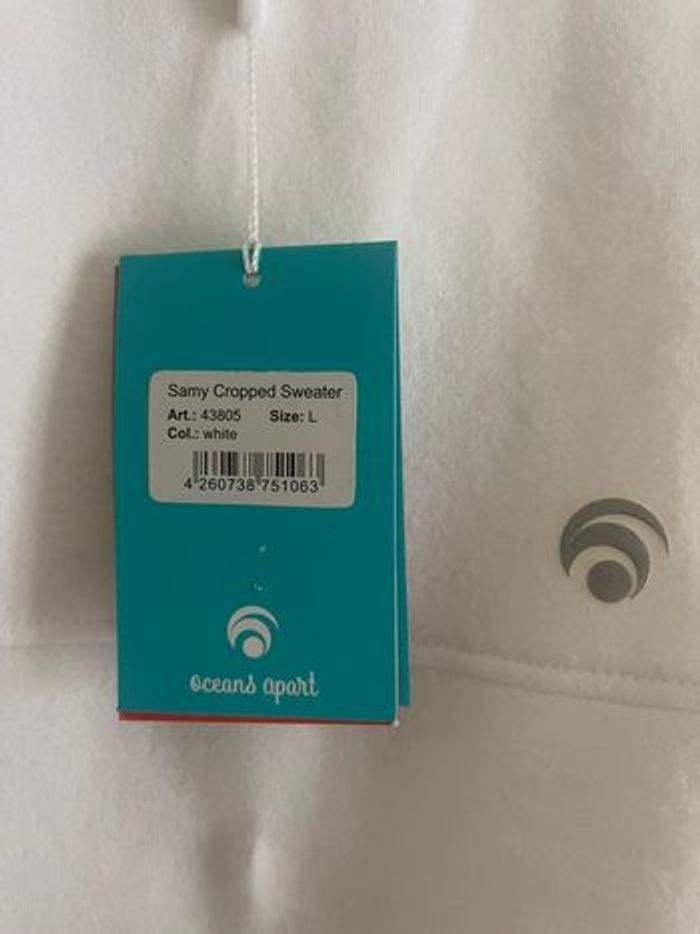 Samy Cropped Sweater
Art.: 43805 Size: L
Col.: white
4 260738 751063
oceans apart